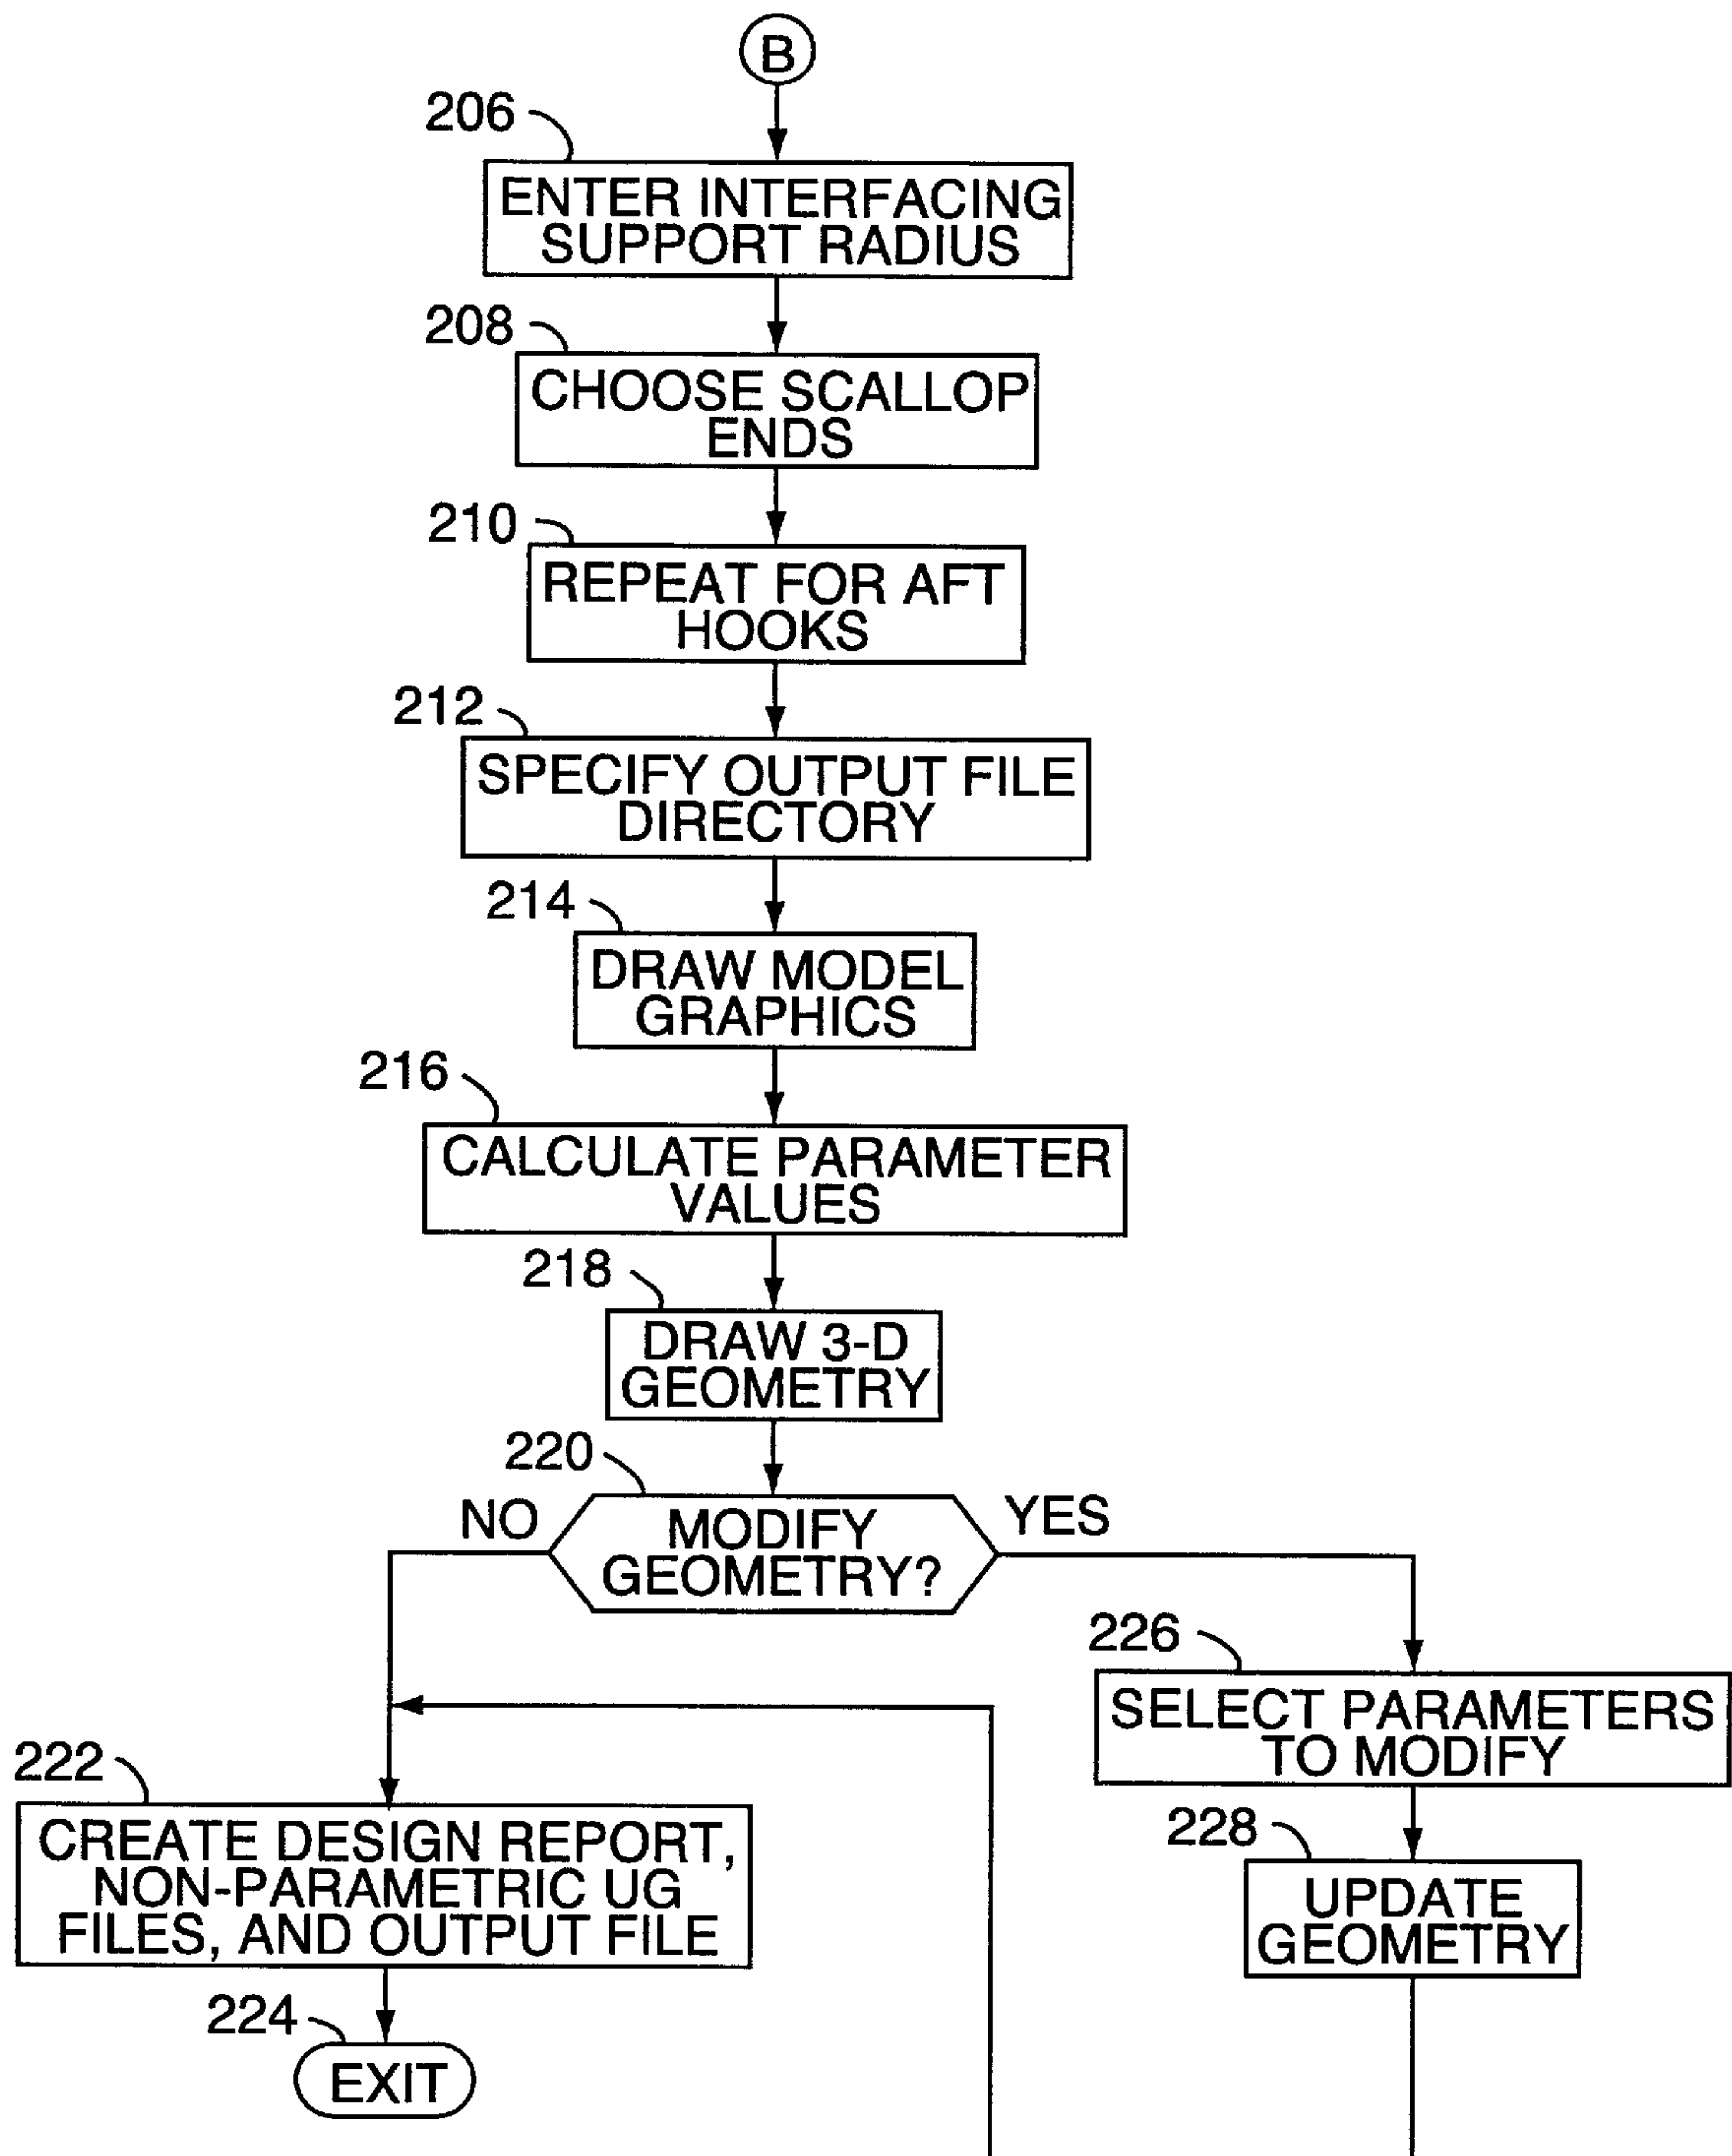 B
206
ENTER INTERFACING
SUPPORT RADIUS
208
CHOOSE SCALLOP
ENDS
210
REPEAT FOR AFT
HOOKS
212
SPECIFY OUTPUT FILE
DIRECTORY
214
DRAW MODEL
GRAPHICS
216
CALCULATE PARAMETER
VALUES
218
DRAW 3-D
GEOMETRY
220
NO
MODIFY
GEOMETRY?
YES
226
SELECT PARAMETERS
TO MODIFY
222
CREATE DESIGN REPORT,
NON-PARAMETRIC UG
FILES, AND OUTPUT FILE
228
UPDATE
GEOMETRY
224
EXIT